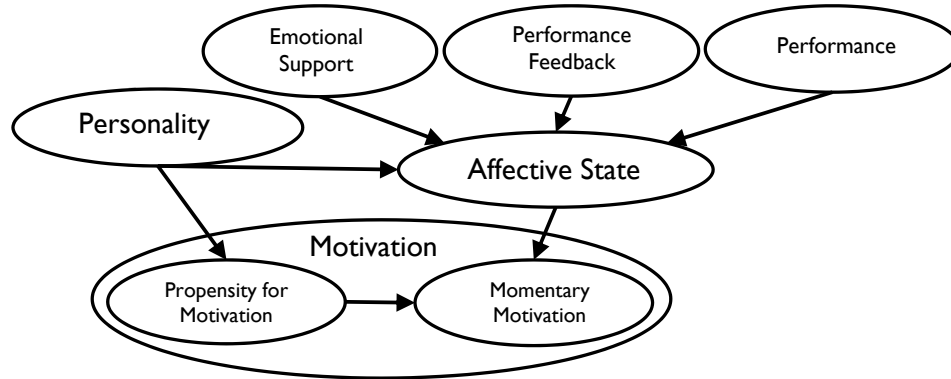 Emotional
Support
Performance
Feedback
Performance
Personality
Affective State
Motivation
Propensity for
Motivation
Momentary
Motivation